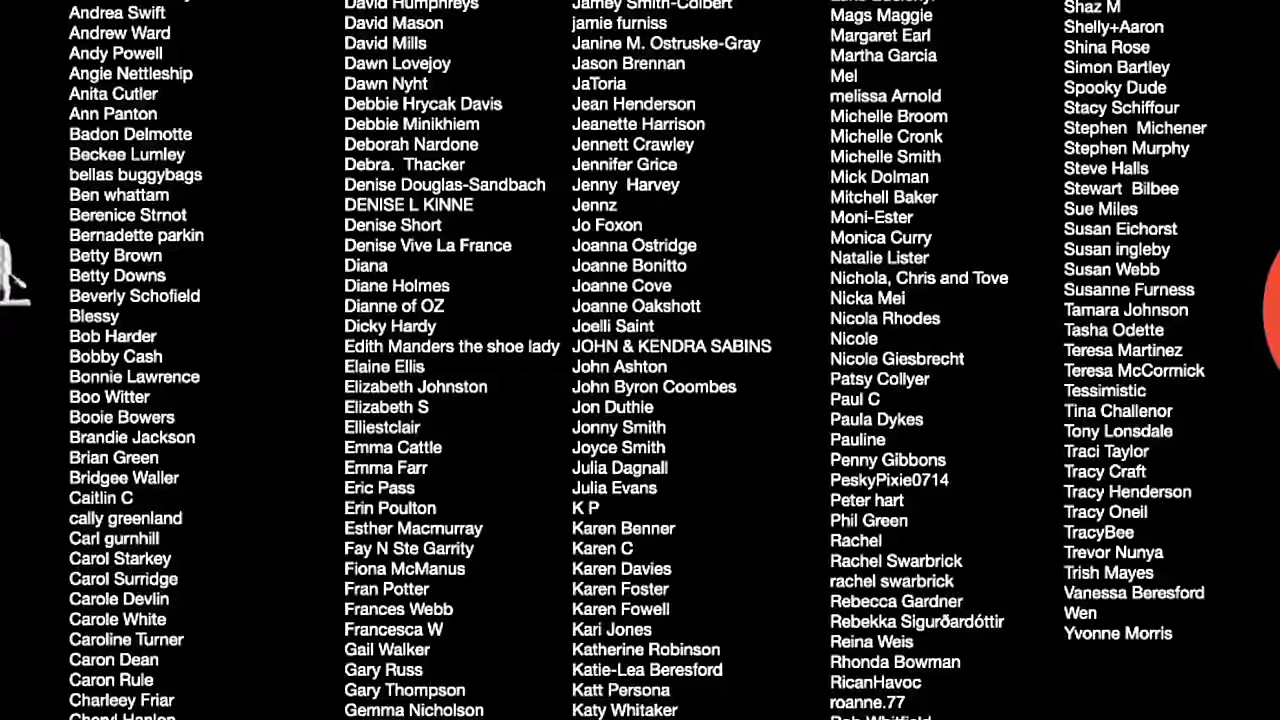 Andrea Swift
Andrew Ward
Andy Powell
Angie Nettleship
Anita Cutler
Ann Panton
Badon Delmotte
Beckee Lumley
bellas buggybags
Ben whattam
Berenice Strnot
Bernadette parkin
Betty Brown
Betty Downs
Beverly Schofield
Blessy
Bob Harder
Bobby Cash
Bonnie Lawrence
Boo Witter
Booie Bowers
Brandie Jackson
Brian Green
Bridgee Waller
Caitlin C
cally greenland
Carl gurnhill
Carol Starkey
Carol Surridge
Carole Devlin
Carole White
Caroline Turner
Caron Dean
Caron Rule
Charleey Friar
Cheryl Hanlon
David Humphreys
David Mason
David Mills
Dawn Lovejoy
Dawn Nyht
Debbie Hrycak Davis
Debbie Minikhiem
Deborah Nardone
Debra. Thacker
Denise Douglas-Sandbach
DENISE L KINNE
Denise Short
Denise Vive La France
Diana
Diane Holmes
Dianne of OZ
Dicky Hardy
Edith Manders the shoe lady
Elaine Ellis
Elizabeth Johnston
Elizabeth S
Elliestclair
Emma Cattle
Emma Farr
Eric Pass
Erin Poulton
Esther Macmurray
Fay N Ste Garrity
Fiona McManus
Fran Potter
Frances Webb
Francesca W
Gail Walker
Gary Russ
Gary Thompson
Gemma Nicholson
Jamey Smith-Colbert
jamie furniss
Janine M. Ostruske-Gray
Jason Brennan
JaToria
Jean Henderson
Jeanette Harrison
Jennett Crawley
Jennifer Grice
Jenny Harvey
Jennz
Jo Foxon
Joanna Ostridge
Joanne Bonitto
Joanne Cove
Joanne Oakshott
Joelli Saint
JOHN & KENDRA SABINS
John Ashton
John Byron Coombes
Jon Duthie
Jonny Smith
Joyce Smith
Julia Dagnall
Julia Evans
K P
Karen Benner
Karen C
Karen Davies
Karen Foster
Karen Fowell
Kari Jones
Katherine Robinson
Katie-Lea Beresford
Katt Persona
Katy Whitaker
Mags Maggie
Margaret Earl
Martha Garcia
Mel
melissa Arnold
Michelle Broom
Michelle Cronk
Michelle Smith
Mick Dolman
Mitchell Baker
Moni-Ester
Monica Curry
Natalie Lister
Nichola, Chris and Tove
Nicka Mei
Nicola Rhodes
Nicole
Nicole Giesbrecht
Patsy Collyer
Paul C
Paula Dykes
Pauline
Penny Gibbons
PeskyPixie0714
Peter hart
Phil Green
Rachel
Rachel Swarbrick
rachel swarbrick
Rebecca Gardner
Rebekka Sigurðardóttir
Reina Weis
Rhonda Bowman
RicanHavoc
roanne.77
Rob Whitfield
Shaz M
Shelly+Aaron
Shina Rose
Simon Bartley
Spooky Dude
Stacy Schiffour
Stephen Michener
Stephen Murphy
Steve Halls
Stewart Bilbee
Sue Miles
Susan Eichorst
Susan ingleby
Susan Webb
Susanne Furness
Tamara Johnson
Tasha Odette
Teresa Martinez
Teresa McCormick
Tessimistic
Tina Challenor
Tony Lonsdale
Traci Taylor
Tracy Craft
Tracy Henderson
Tracy Oneil
TracyBee
Trevor Nunya
Trish Mayes
Vanessa Beresford
Wen
Yvonne Morris